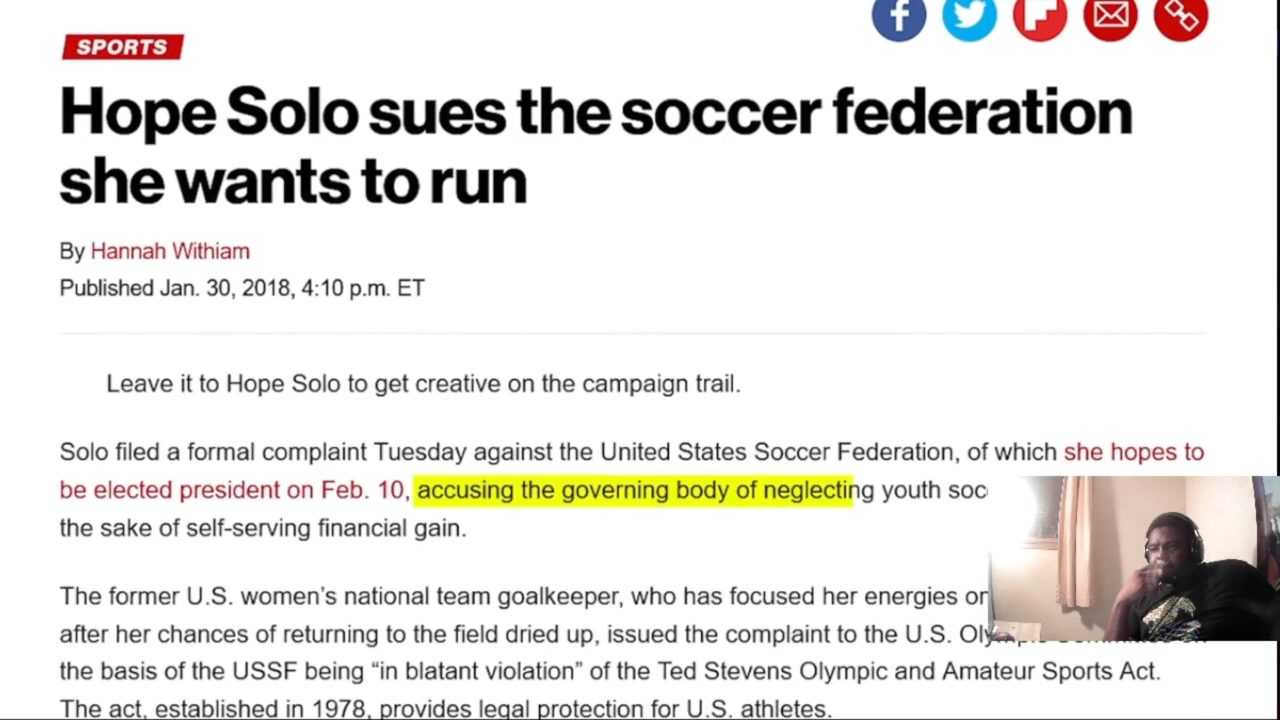 SPORTS
Hope Solo sues the soccer federation
she wants to run
By Hannah Withiam
Published Jan. 30, 2018, 4:10 p.m. ET
Leave it to Hope Solo to get creative on the campaign trail.
Solo filed a formal complaint Tuesday against the United States Soccer Federation, of which she hopes to
be elected president on Feb. 10, accusing the governing body of neglecting youth
the sake of self-serving financial gain.
The former U.S. women’s national team goalkeeper, who has focused her energies
after her chances of returning to the field dried up, issued the complaint to the U.S.
the basis of the USSF being “in blatant violation” of the Ted Stevens Olympic and Amateur Sports Act.
The act, established in 1978, provides legal protection for U.S. athletes.